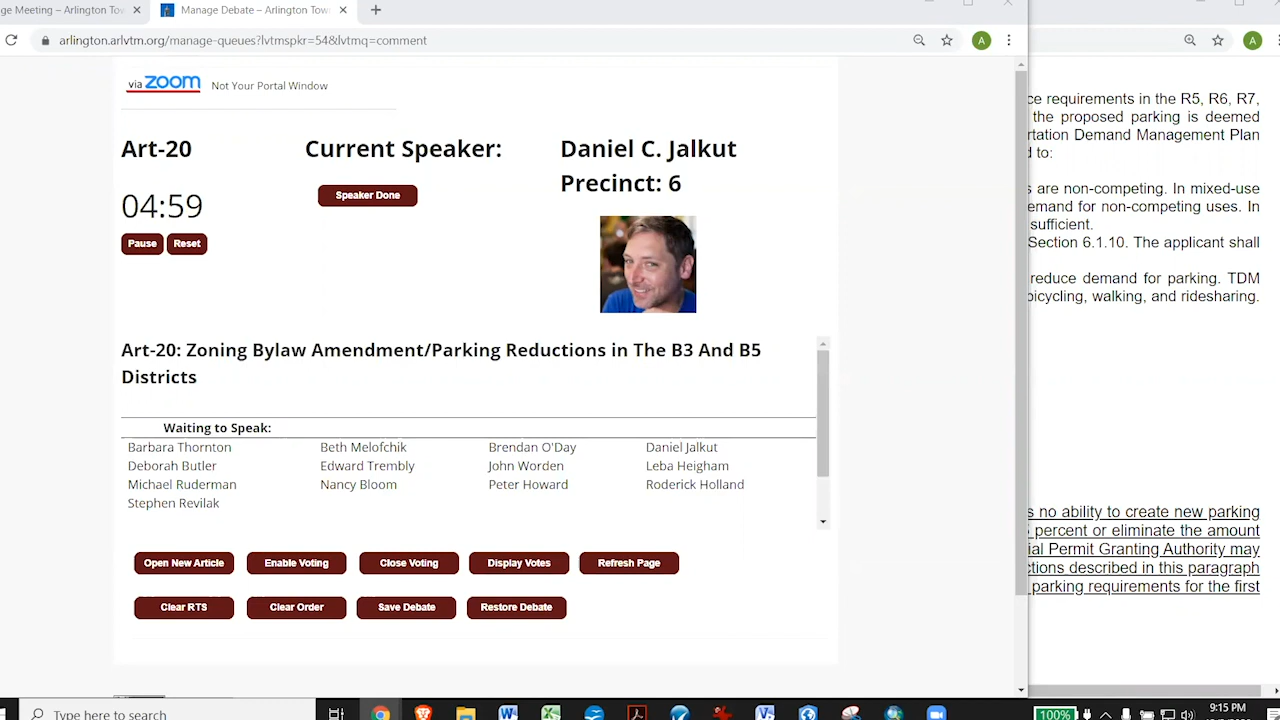 ge Meeting – Arlington Tow
Manage Debate – Arlington Town
arlington.arlvtm.org/manage-queues?lvtmspkr=54&lvtmq=comment
A
A
via zoom Not Your Portal Window
Art-20
Current Speaker:
Daniel C. Jalkut
Precinct: 6
04:59
Speaker Done
Pause Reset
Art-20: Zoning Bylaw Amendment/Parking Reductions in The B3 And B5
Districts
Waiting to Speak:
Barbara Thornton Beth Melofchik Brendan O'Day Daniel Jalkut
Deborah Butler Edward Trembly John Worden Leba Heigham
Michael Ruderman Nancy Bloom Peter Howard Roderick Holland
Stephen Revilak
Open New Article Enable Voting Close Voting Display Votes Refresh Page
Clear RTS Clear Order Save Debate Restore Debate
ce requirements in the R5, R6, R7,
the proposed parking is deemed
rtation Demand Management Plan
d to:
s are non-competing. In mixed-use
emand for non-competing uses. In
sufficient.
Section 6.1.10. The applicant shall
reduce demand for parking. TDM
bicycling, walking, and ridesharing.
s no ability to create new parking
percent or eliminate the amount
ial Permit Granting Authority may
ctions described in this paragraph
parking requirements for the first
Type here to search
100%
9:15 PM